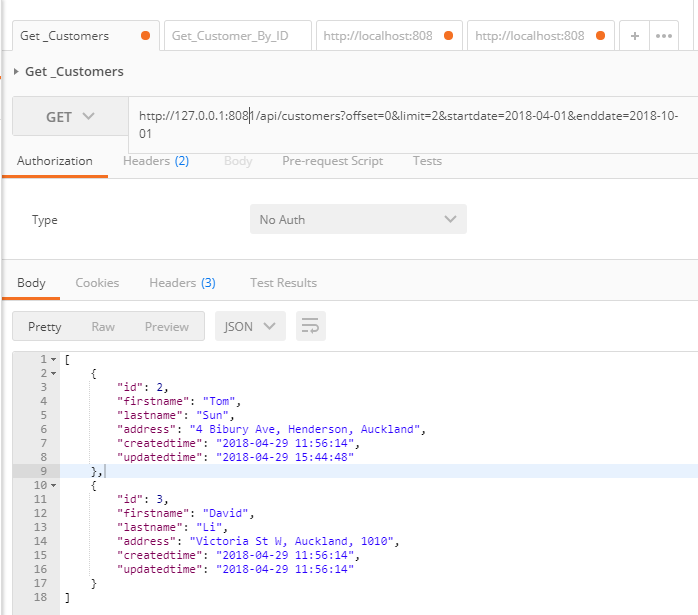 Get _Customers Get_Customer_By_ID http://localhost:808 http://localhost:808 + •••
Get _Customers
GET http://127.0.0.1:8081/api/customers?offset=0&limit=2&startdate=2018-04-01&enddate=2018-10-
01
Authorization Headers (2) Body Pre-request Script Tests
Type No Auth
Body Cookies Headers (3) Test Results
Pretty Raw Preview JSON
1 [
2 {
3 "id": 2,
4 "firstname": "Tom",
5 "lastname": "Sun",
6 "address": "4 Bibury Ave, Henderson, Auckland",
7 "createdtime": "2018-04-29 11:56:14",
8 "updatedtime": "2018-04-29 15:44:48"
9 },
10 {
11 "id": 3,
12 "firstname": "David",
13 "lastname": "Li",
14 "address": "Victoria St W, Auckland, 1010",
15 "createdtime": "2018-04-29 11:56:14",
16 "updatedtime": "2018-04-29 11:56:14"
17 }
18 ]